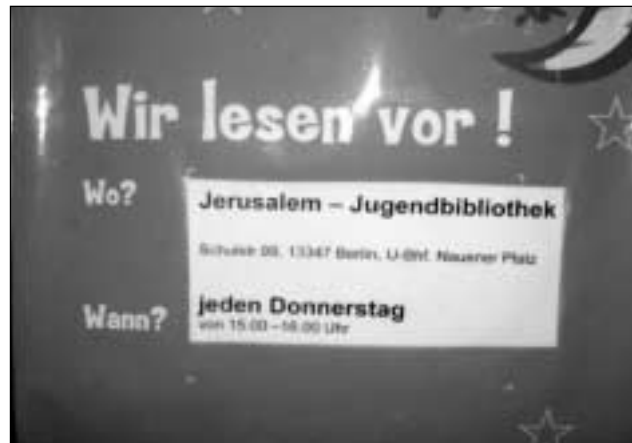 Wir lesen vor !
Wo?
Jerusalem – Jugendbibliothek
13347 Berlin, U-Bhf. Nauener Platz
Wann?
jeden Donnerstag
von 15.00 –16.00 Uhr